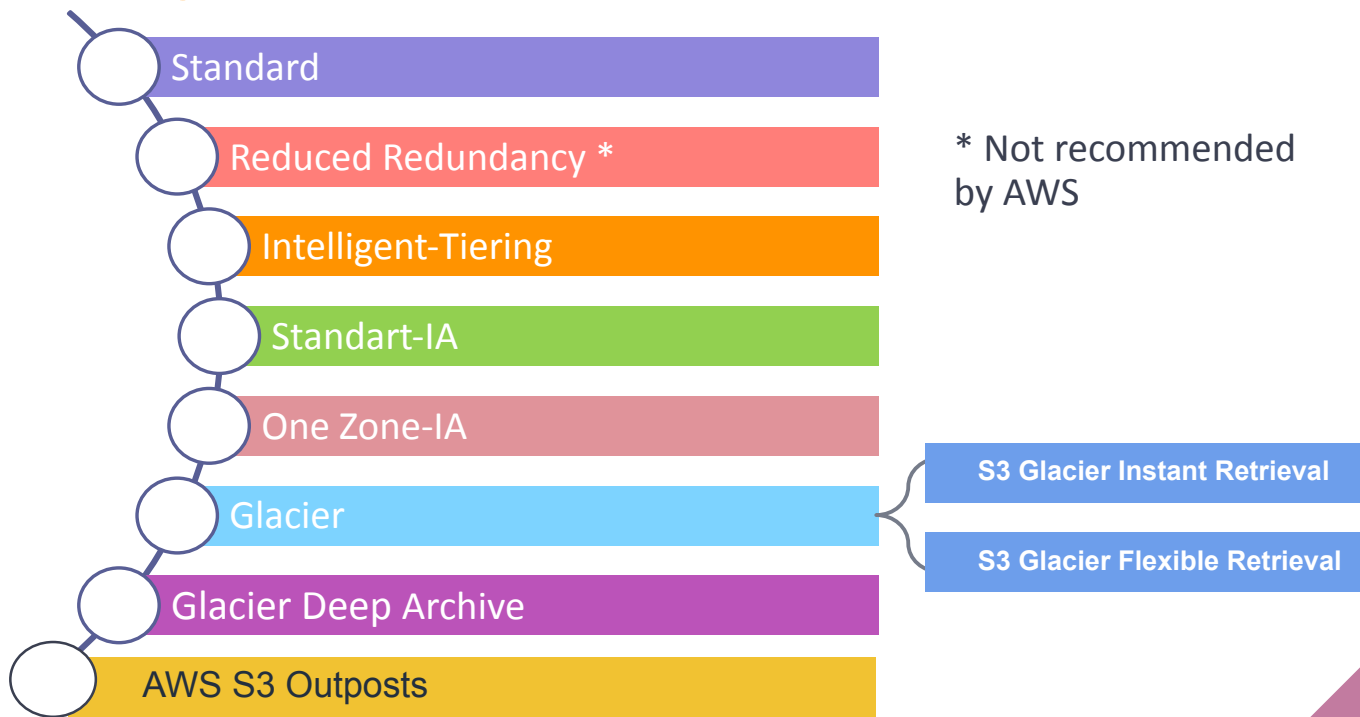 Standard
Reduced Redundancy *
* Not recommended
by AWS
Intelligent-Tiering
Standart-IA
One Zone-IA
Glacier
S3 Glacier Instant Retrieval
S3 Glacier Flexible Retrieval
Glacier Deep Archive
AWS S3 Outposts